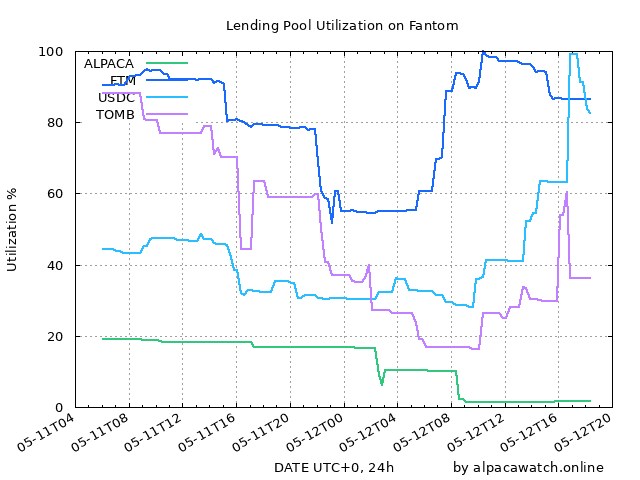 Lending Pool Utilization on Fantom
Utilization %
100
80
60
40
20
0
ALPACA
FTM
USDC
TOMB
05-11T04
05-11T08
05-11T12
05-11T16
05-11T20
05-12T00
05-12T04
05-12T08
05-12T12
05-12T16
05-12T20
DATE UTC+0, 24h
by alpacawatch.online